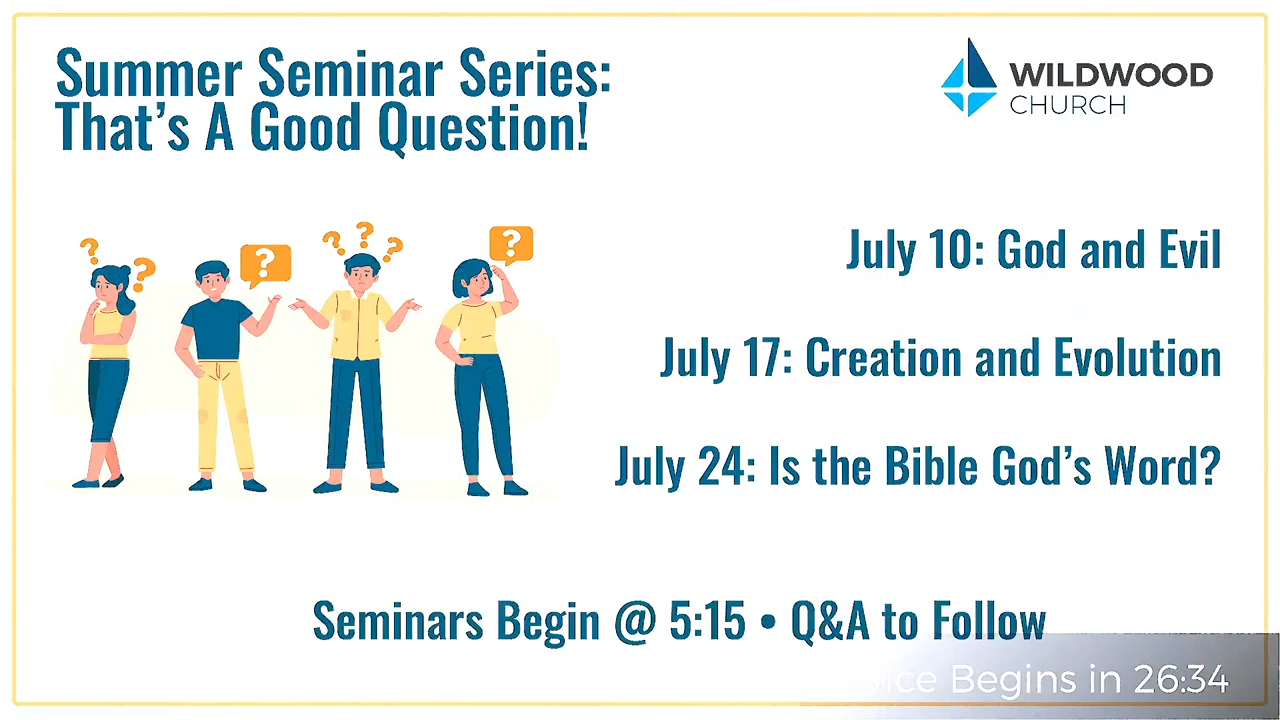 Summer Seminar Series:
That's A Good Question!
WILDWOOD
CHURCH
? ? ? ? ? ? ?
July 10: God and Evil
July 17: Creation and Evolution
July 24: Is the Bible God's Word?
Seminars Begin @ 5:15 • Q&A to Follow
Begins in 26:34